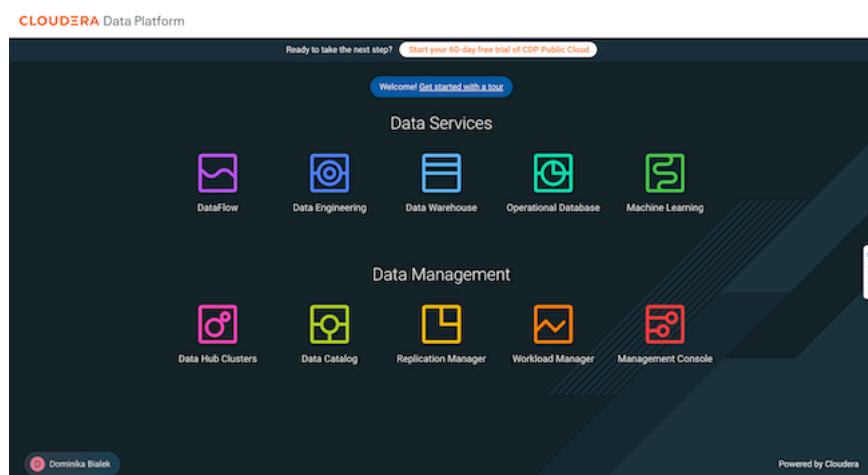 CLOUDERA Data Platform
Ready to take the next step? Start your 60-day free trial of CDP Public Cloud
Welcome! Get started with a tour
Data Services
DataFlow Data Engineering Data Warehouse Operational Database Machine Learning
Data Management
Data Hub Clusters Data Catalog Replication Manager Workload Manager Management Console
D Dominika Bialek Powered by Cloudera